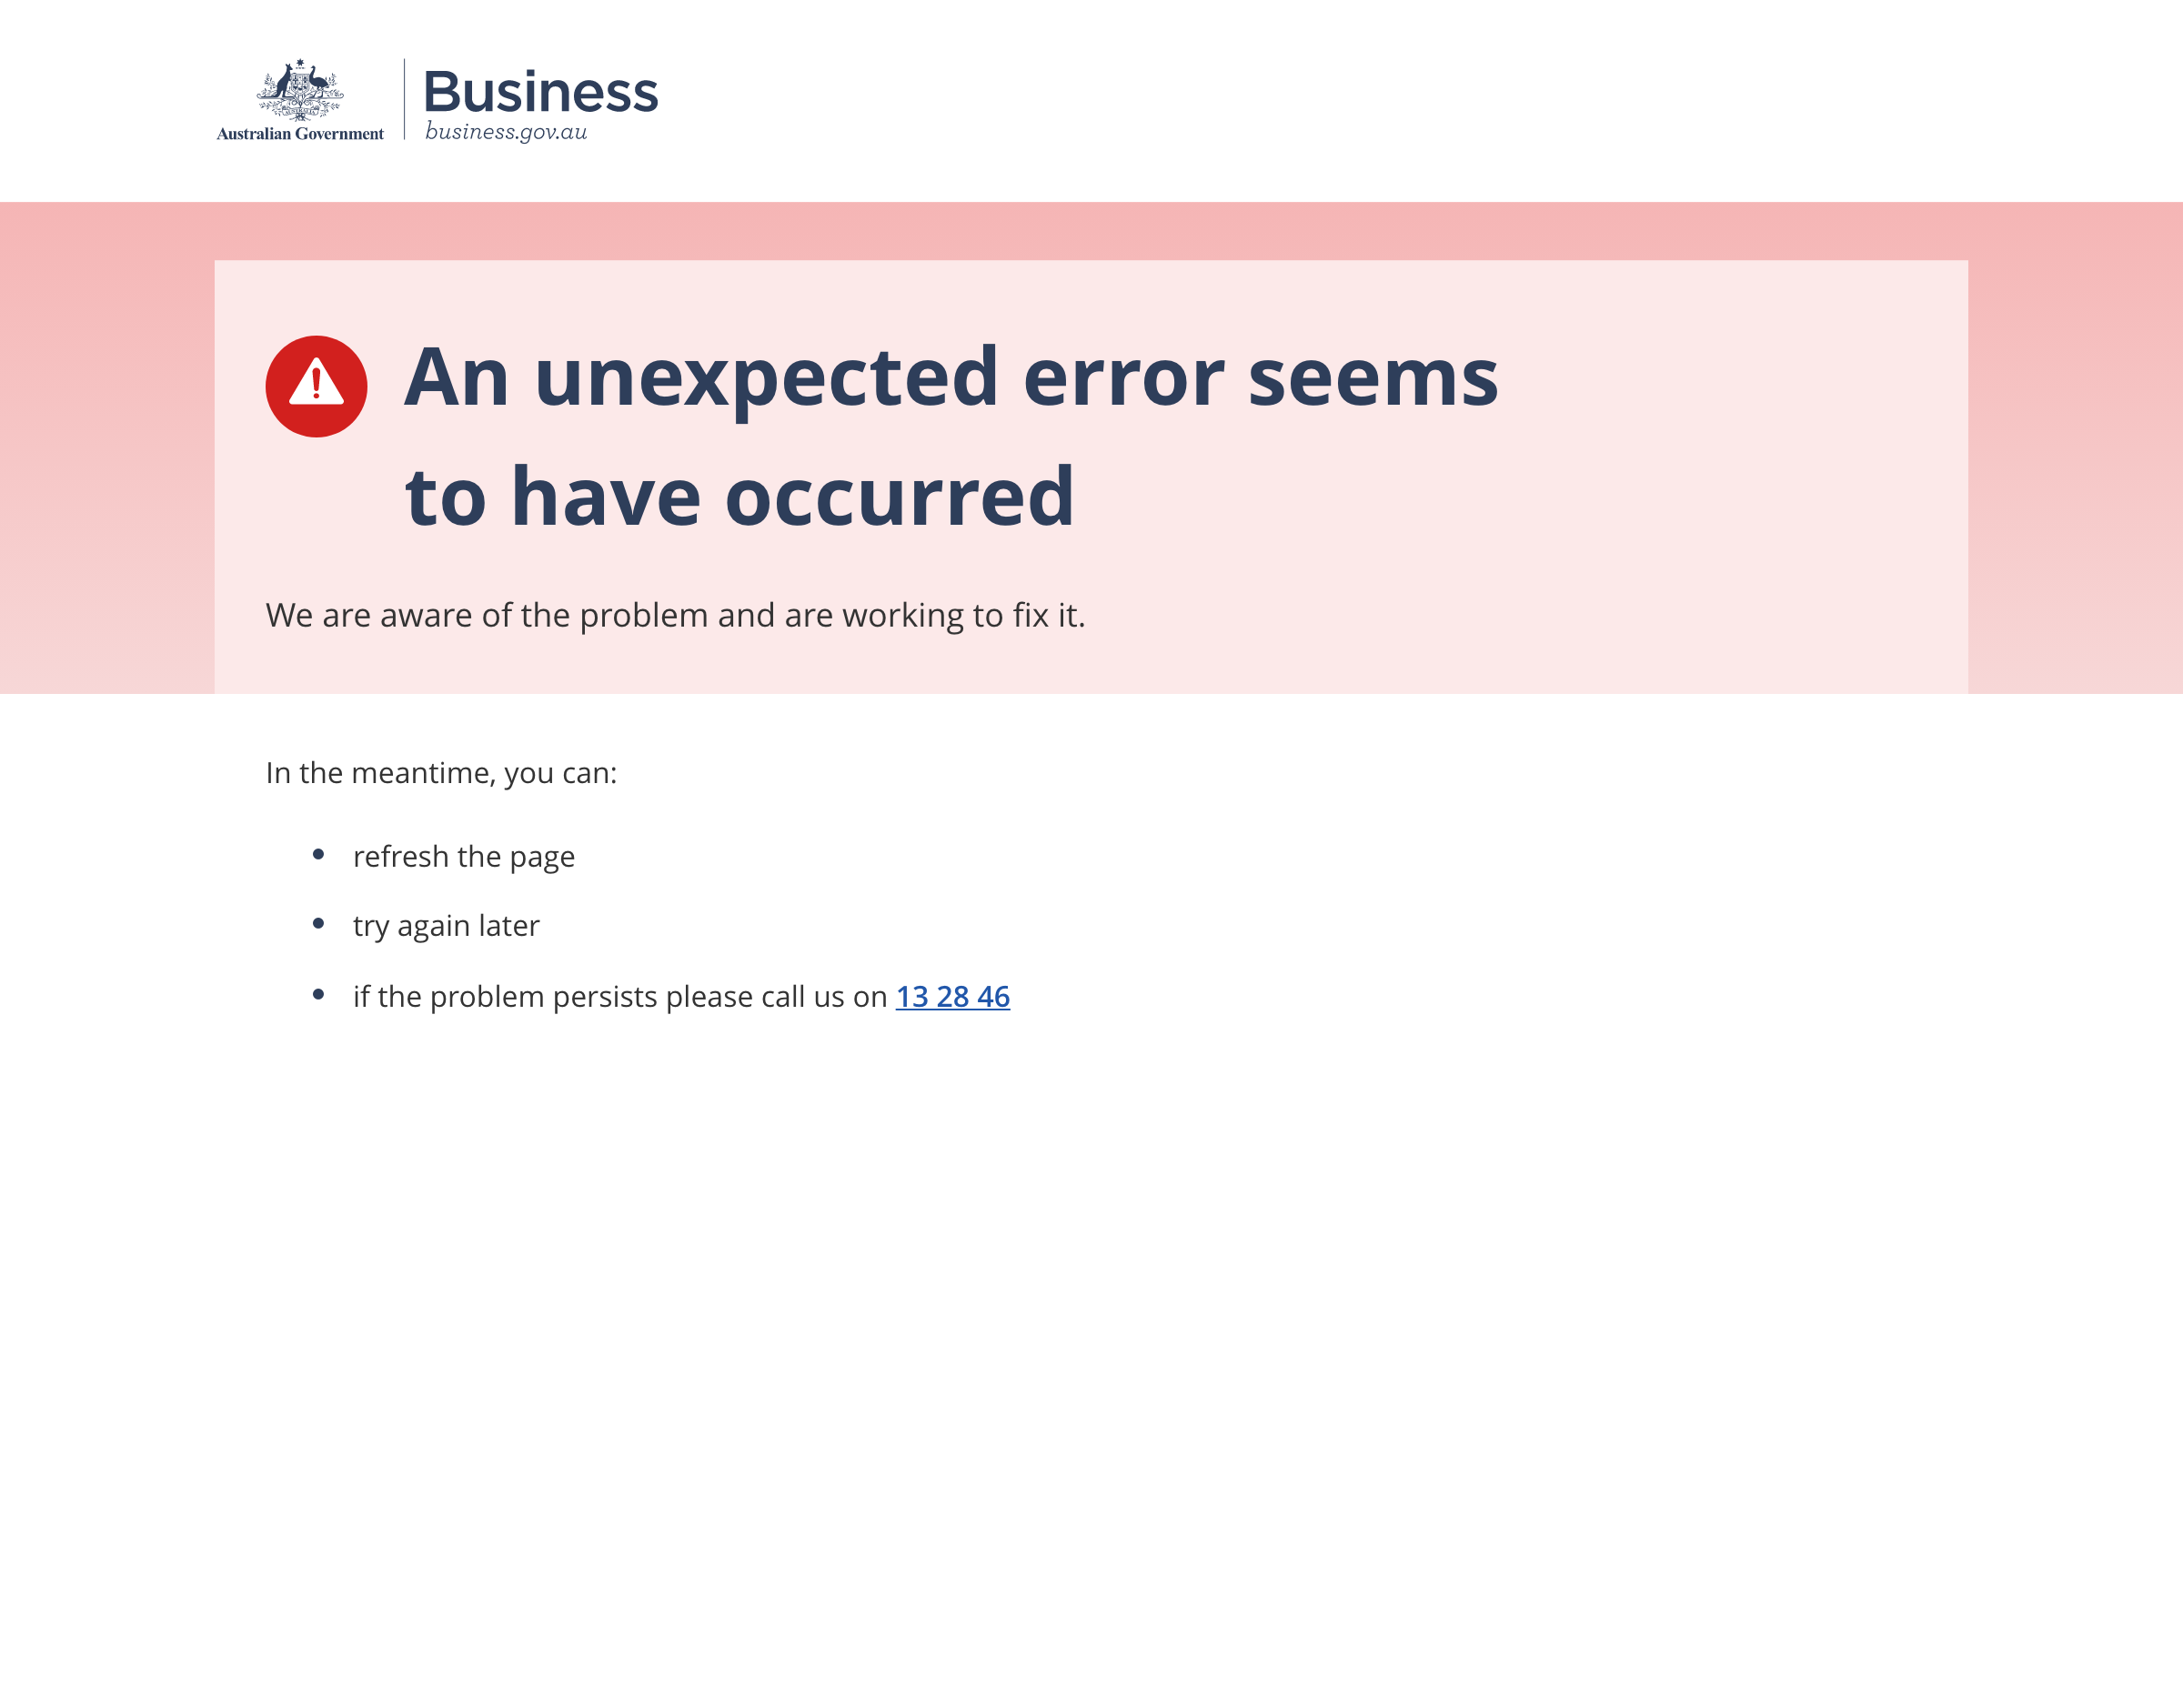 Australian Government
Business
business.gov.au
An unexpected error seems
to have occurred
We are aware of the problem and are working to fix it.
In the meantime, you can:
refresh the page
try again later
if the problem persists please call us on 13 28 46